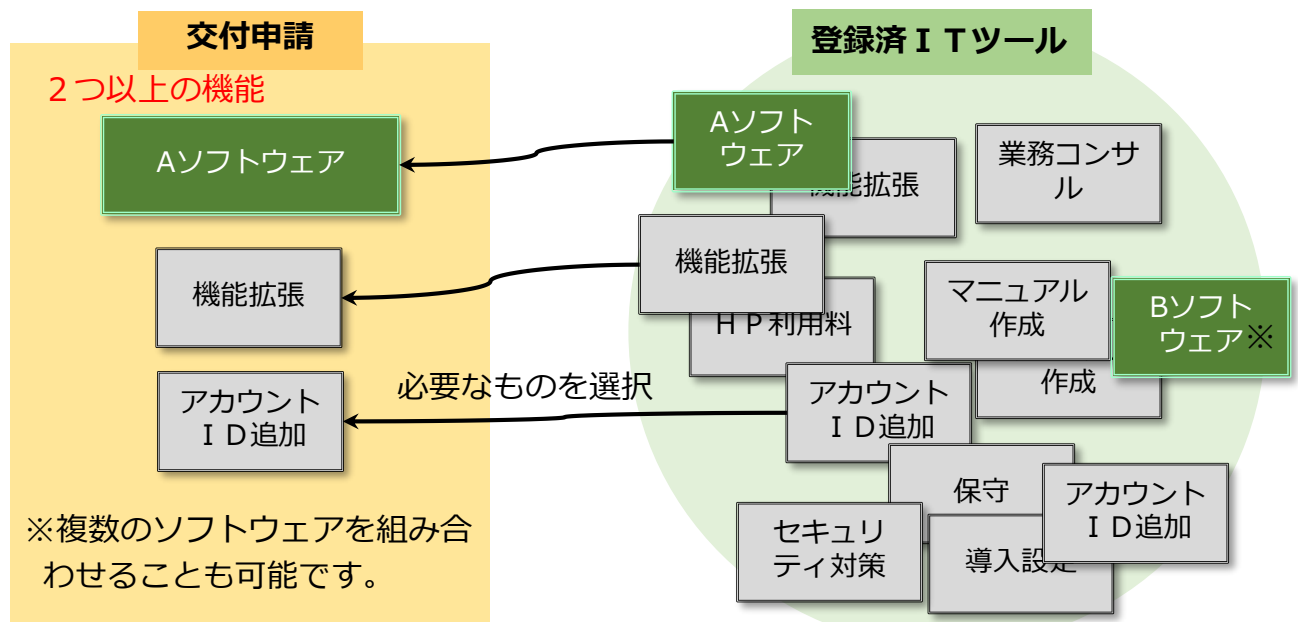 交付申請
２つ以上の機能
Aソフトウェア
機能拡張
アカウント
ＩＤ追加
※複数のソフトウェアを組み合
わせることも可能です。
必要なものを選択
登録済ＩＴツール
Aソフト
ウェア
機能拡張
業務コンサ
ル
機能拡張
ＨＰ利用料
マニュアル
作成
Bソフト
ウェア※
作成
アカウント
ＩＤ追加
保守
アカウント
ＩＤ追加
セキュリ
ティ対策
導入設定